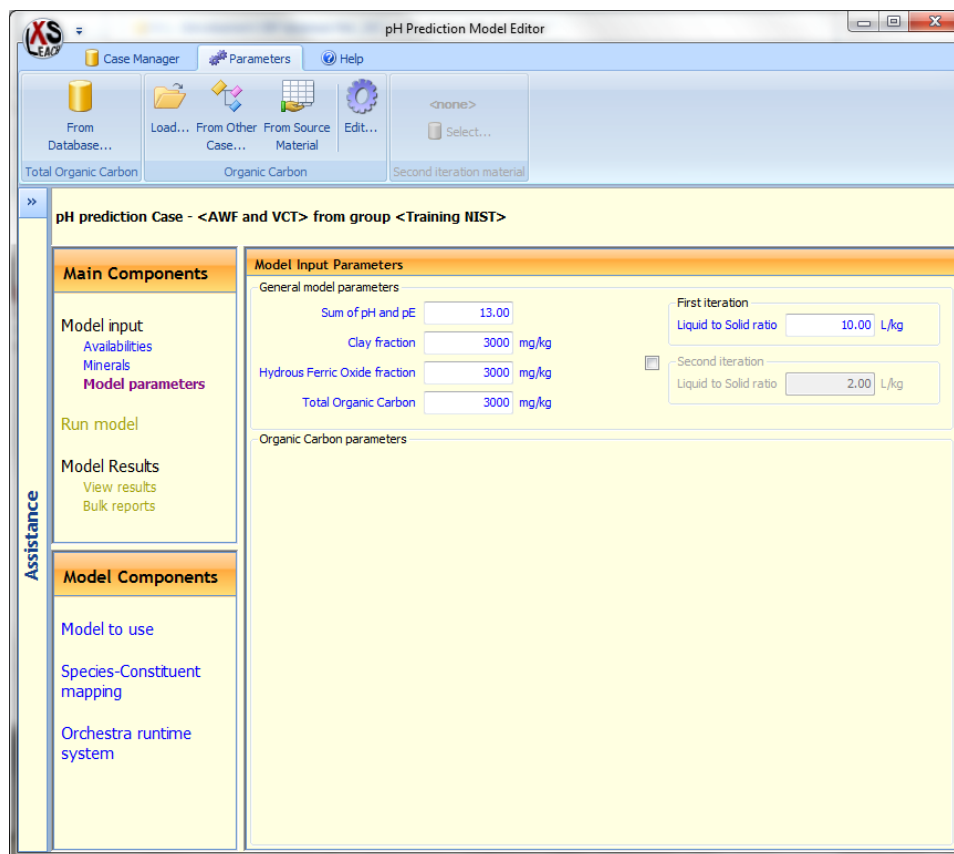 XS
LEACH
pH Prediction Model Editor
Case Manager
Parameters
Help
From Database...
Load...
From Other Case...
From Source Material
Edit...
<none>
Select...
Total Organic Carbon
Organic Carbon
Second iteration material
»
Assistance
pH prediction Case - <AWF and VCT> from group <Training NIST>
Main Components
Model input
Availabilities
Minerals
Model parameters
Run model
Model Results
View results
Bulk reports
Model Components
Model to use
Species-Constituent
mapping
Orchestra runtime
system
Model Input Parameters
General model parameters
Sum of pH and pE 13.00
Clay fraction 3000 mg/kg
Hydrous Ferric Oxide fraction 3000 mg/kg
Total Organic Carbon 3000 mg/kg
First iteration
Liquid to Solid ratio 10.00 L/kg
Second iteration
Liquid to Solid ratio 2.00 L/kg
Organic Carbon parameters